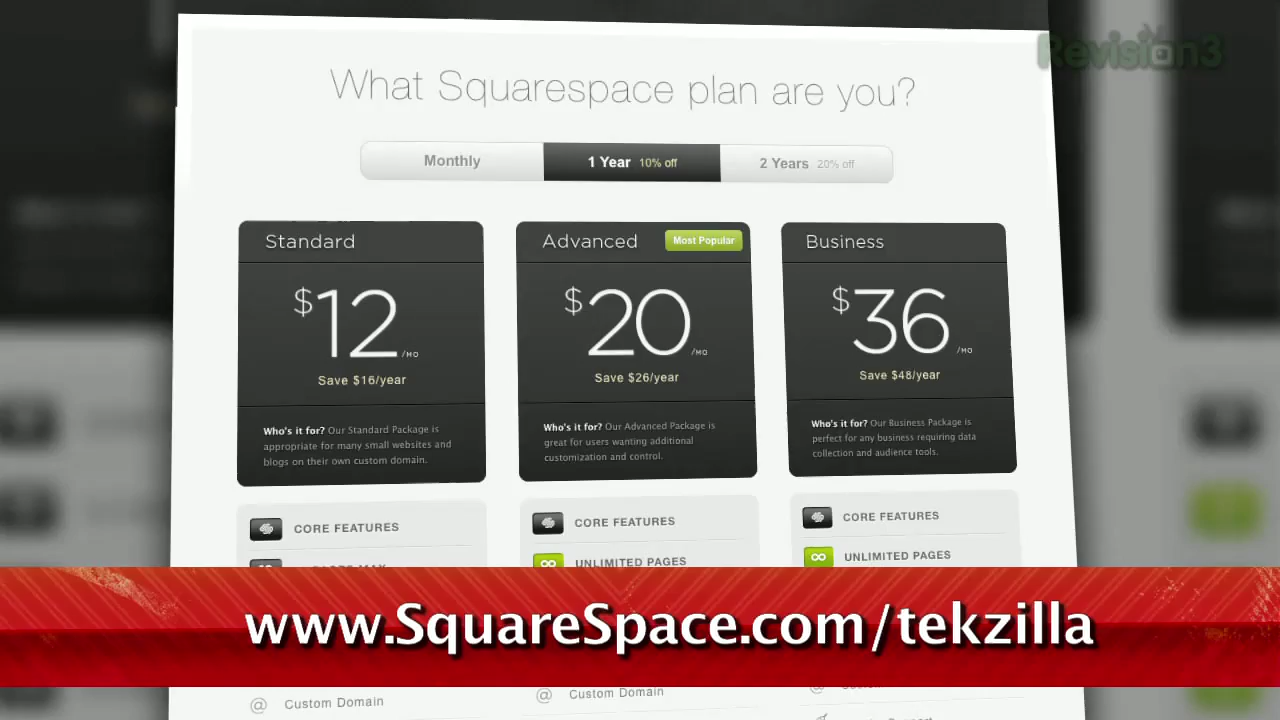 Revision3
What Squarespace plan are you?
Monthly
1 Year 10% off
2 Years 20% off
Standard
$12/MO
Save $16/year
Who's it for? Our Standard Package is
appropriate for many small websites and
blogs on their own custom domain.
CORE FEATURES
Advanced
Most Popular
$20/MO
Save $26/year
Who's it for? Our Advanced Package is
great for users wanting additional
customization and control.
CORE FEATURES
UNLIMITED PAGES
Business
$36/MO
Save $48/year
Who's it for? Our Business Package is
perfect for any business requiring data
collection and audience tools.
CORE FEATURES
UNLIMITED PAGES
www.SquareSpace.com/tekzilla
@ Custom Domain
@ Custom Domain